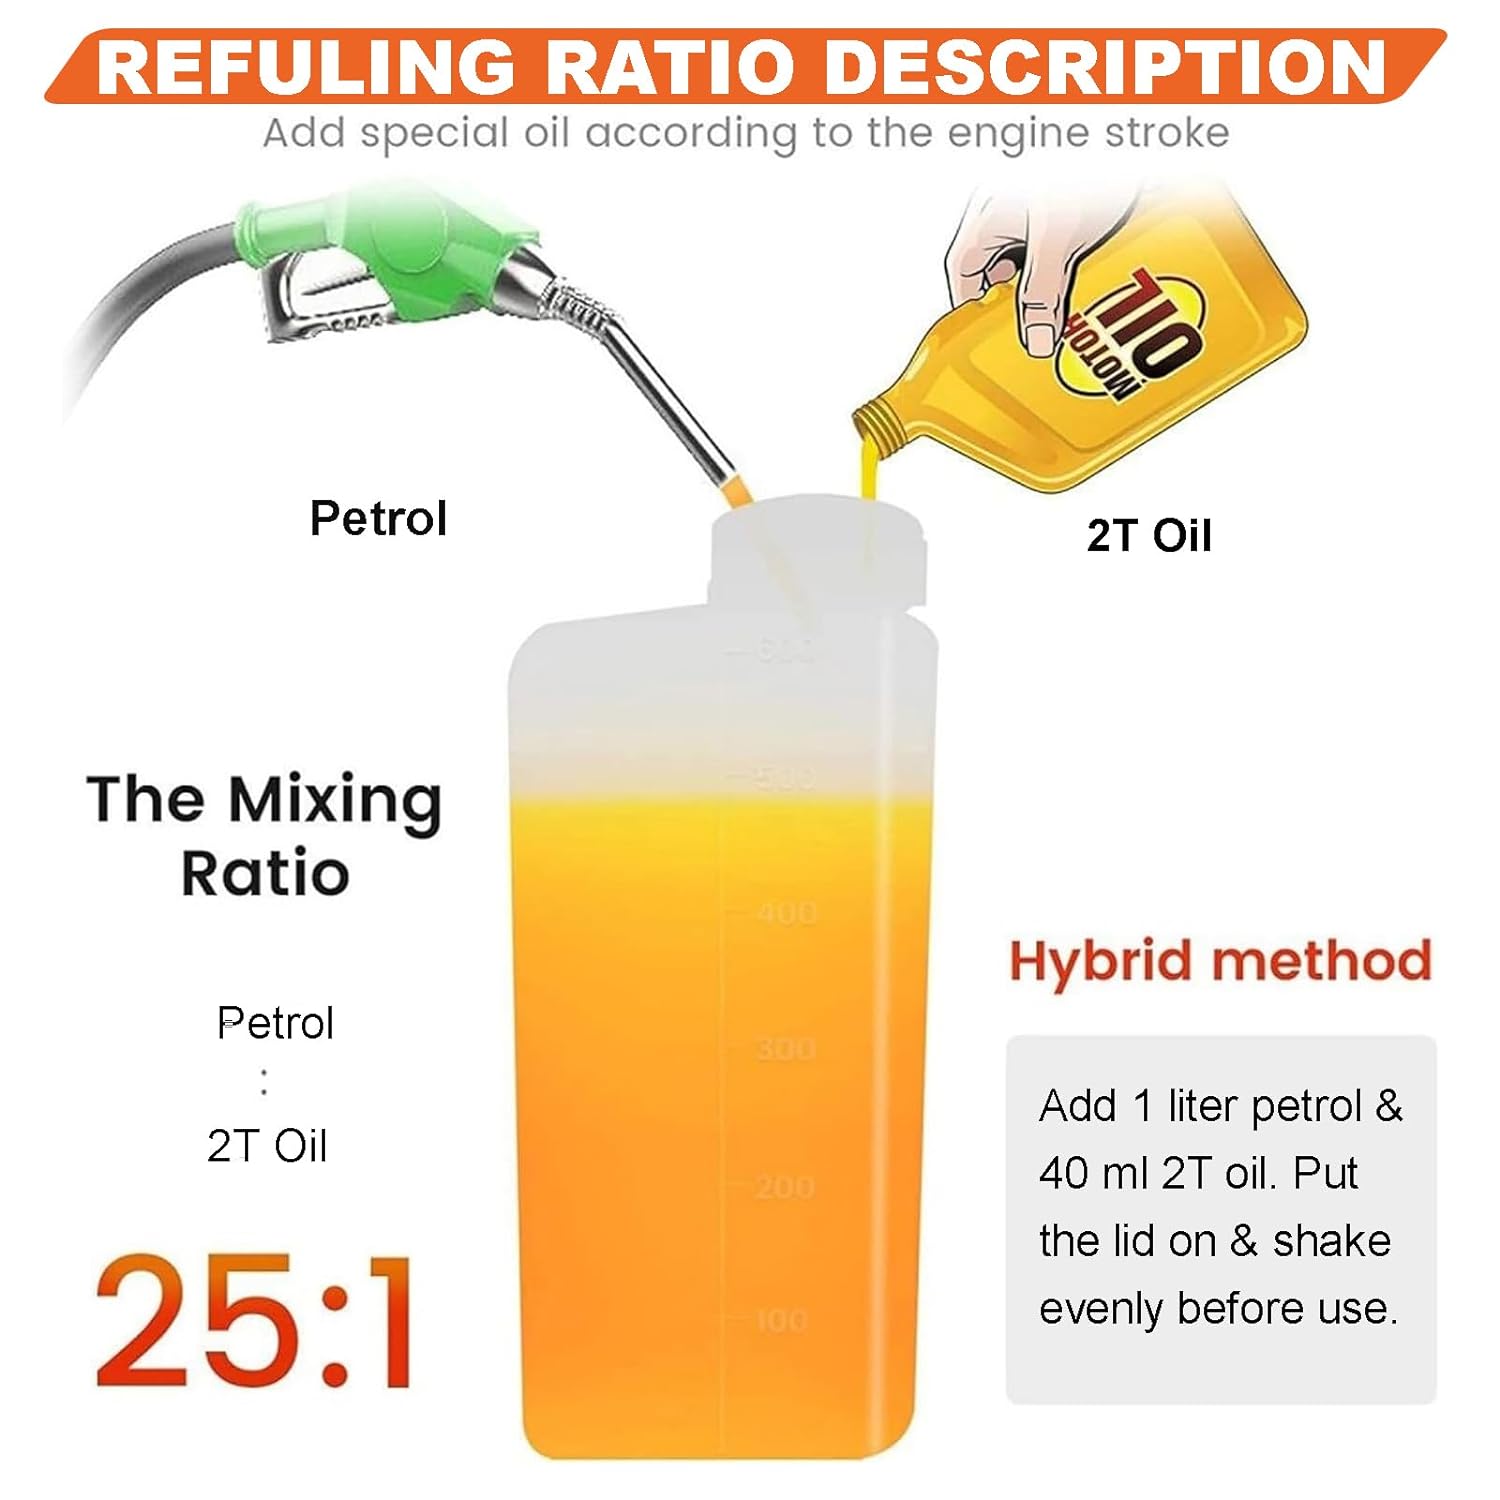 REFULING RATIO DESCRIPTION
Add special oil according to the engine stroke
MOTOR
OIL
Petrol
2T Oil
600
500
The Mixing
Ratio
400
Hybrid method
Petrol
:
2T Oil
300
Add 1 liter petrol &
40 ml 2T oil. Put
the lid on & shake
evenly before use.
200
25:1
100